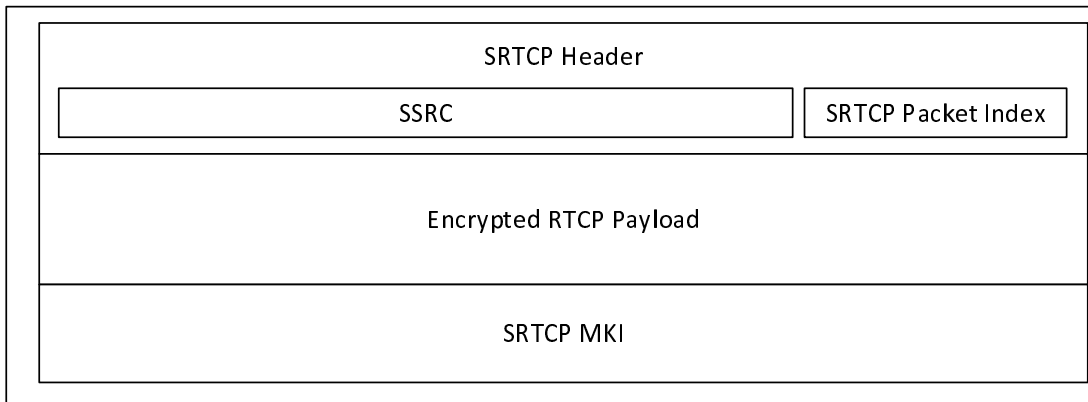 SRTCP Header
SSRC
SRTCP Packet Index
Encrypted RTCP Payload
SRTCP MKI